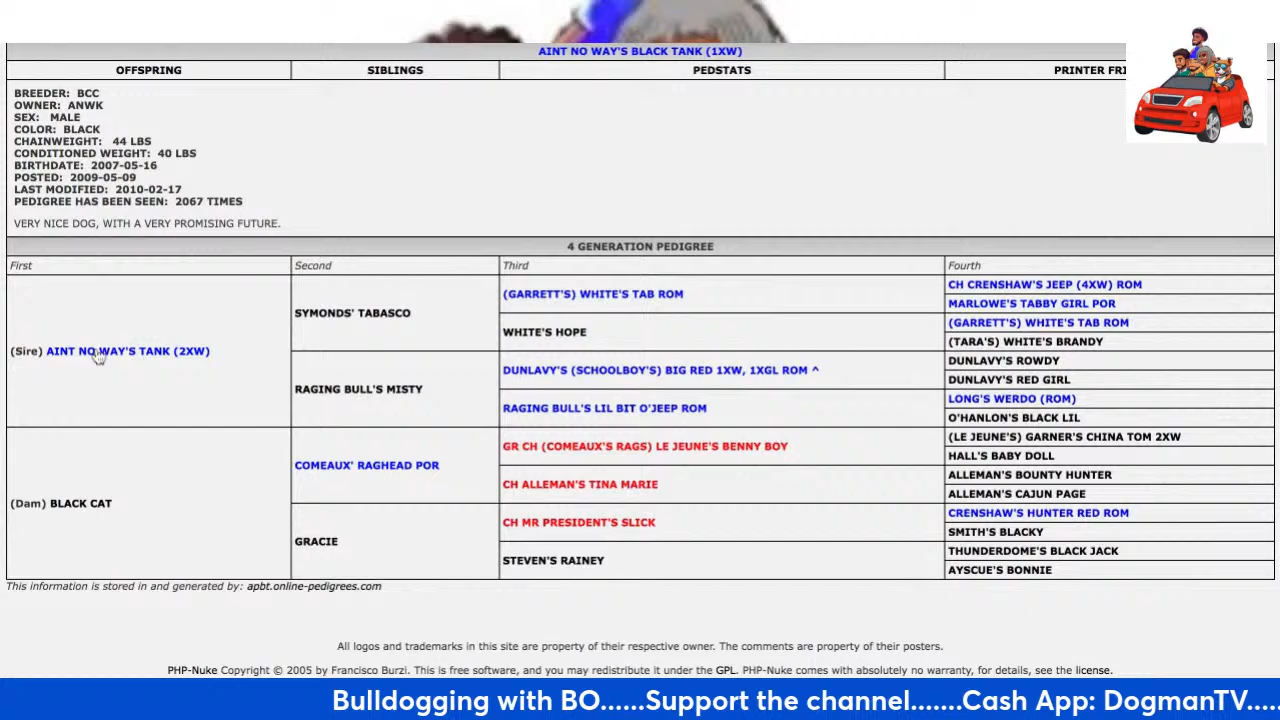 AINT NO WAY'S BLACK TANK (1XW)
OFFSPRING SIBLINGS PEDSTATS PRINTER
BREEDER: BCC
OWNER: ANWK
SEX: MALE
COLOR: BLACK
CHAINWEIGHT: 44 LBS
CONDITIONED WEIGHT: 40 LBS
BIRTHDATE: 2007-05-16
POSTED: 2009-05-09
LAST MODIFIED: 2010-02-17
PEDIGREE HAS BEEN SEEN: 2067 TIMES
VERY NICE DOG, WITH A VERY PROMISING FUTURE.
4 GENERATION PEDIGREE
First Second Third Fourth
(Sire) AINT NO WAY'S TANK (2XW)
SYMONDS' TABASCO
(GARRETT'S) WHITE'S TAB ROM
CH CRENSHAW'S JEEP (4XW) ROM
MARLOWE'S TABBY GIRL POR
WHITE'S HOPE
(GARRETT'S) WHITE'S TAB ROM
(TARA'S) WHITE'S BRANDY
RAGING BULL'S MISTY
DUNLAVY'S (SCHOOLBOY'S) BIG RED 1XW, 1XGL ROM ^
DUNLAVY'S ROWDY
DUNLAVY'S RED GIRL
RAGING BULL'S LIL BIT O'JEEP ROM
LONG'S WERDO (ROM)
O'HANLON'S BLACK LIL
(Dam) BLACK CAT
COMEAUX' RAGHEAD POR
GR CH (COMEAUX'S RAGS) LE JEUNE'S BENNY BOY
(LE JEUNE'S) GARNER'S CHINA TOM 2XW
HALL'S BABY DOLL
CH ALLEMAN'S TINA MARIE
ALLEMAN'S BOUNTY HUNTER
ALLEMAN'S CAJUN PAGE
GRACIE
CH MR PRESIDENT'S SLICK
CRENSHAW'S HUNTER RED ROM
SMITH'S BLACKY
STEVEN'S RAINEY
THUNDERDOME'S BLACK JACK
AYSCUE'S BONNIE
This information is stored in and generated by: apbt.online-pedigrees.com
All logos and trademarks in this site are property of their respective owner. The comments are property of their posters.
PHP-Nuke Copyright © 2005 by Francisco Burzi. This is free software, and you may redistribute it under the GPL. PHP-Nuke comes with absolutely no warranty, for details, see the license.
Bulldogging with BO......Support the channel.......Cash App: DogmanTV.....